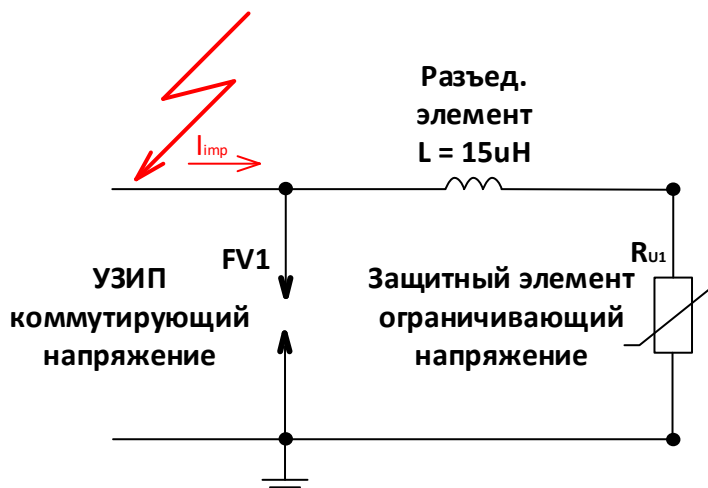 Разъед.
элемент
L = 15uH
Iimp
FV1
RU1
УЗИП
коммутирующий
напряжение
Защитный элемент
ограничивающий
напряжение